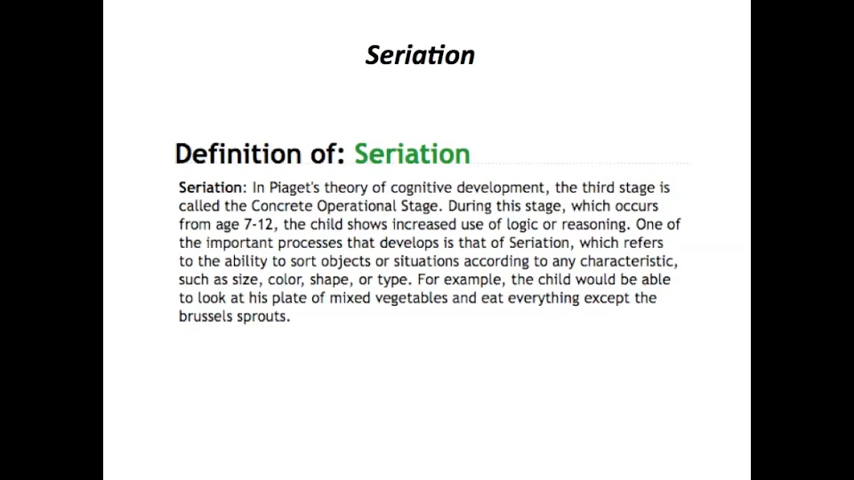 Seriation
Definition of: Seriation
Seriation: In Piaget's theory of cognitive development, the third stage is
called the Concrete Operational Stage. During this stage, which occurs
from age 7-12, the child shows increased use of logic or reasoning. One of
the important processes that develops is that of Seriation, which refers
to the ability to sort objects or situations according to any characteristic,
such as size, color, shape, or type. For example, the child would be able
to look at his plate of mixed vegetables and eat everything except the
brussels sprouts.